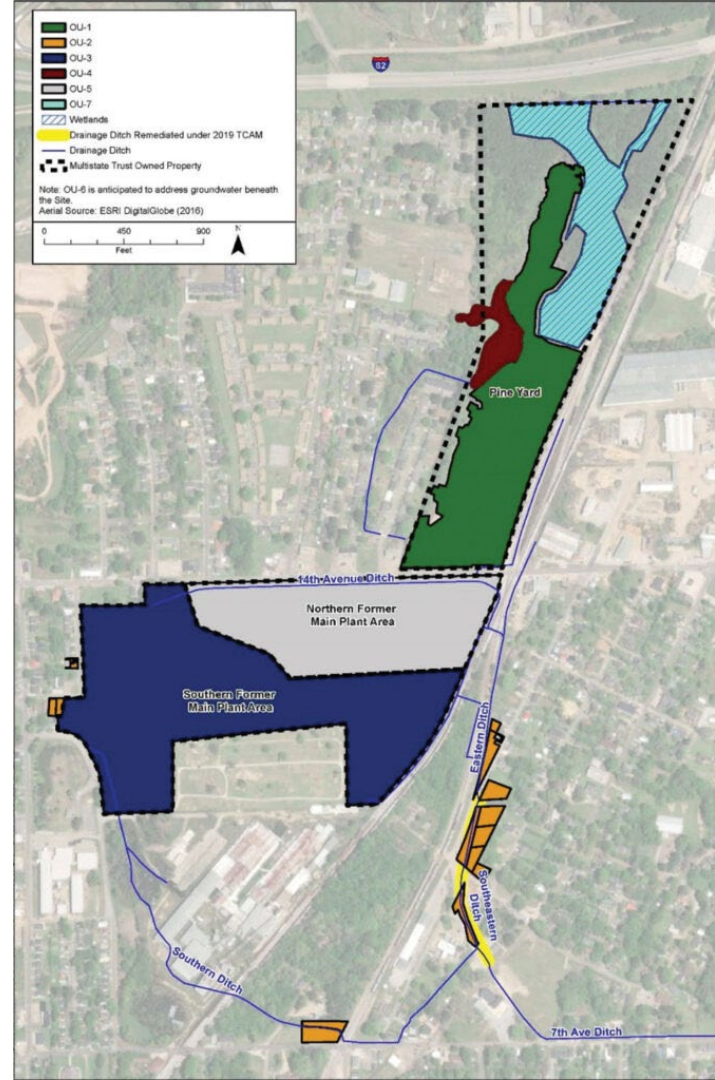 OU-1
OU-2
OU-3
OU-4
OU-5
OU-7
Wetlands
Drainage Ditch Remediated under 2019 TCAM
Drainage Ditch
Multistate Trust Owned Property
Note: OU-6 is anticipated to address groundwater beneath
the Site.
Aerial Source: ESRI DigitalGlobe (2016)
0 450 900
Feet
N
82
Pine Yard
14th Avenue Ditch
Northern Former
Main Plant Area
Southern Former
Main Plant Area
Eastern Ditch
Southeastern
Ditch
Southern Ditch
7th Ave Ditch